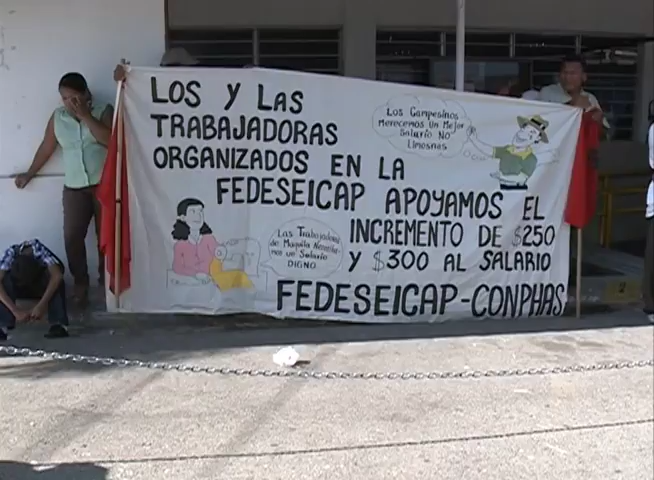 LOS Y LAS
TRABAJADORAS
ORGANIZADOS EN LA
FEDESEICAP APOYAMOS EL
INCREMENTO DE $250
Y $300 AL SALARIO
FEDESEICAP-CONPHAS
Los Campesinos
Merecemos Un Mejor
Salario NO
Limosnas
Las Trabajadoras
de Maquila
un Salario
DIGNO